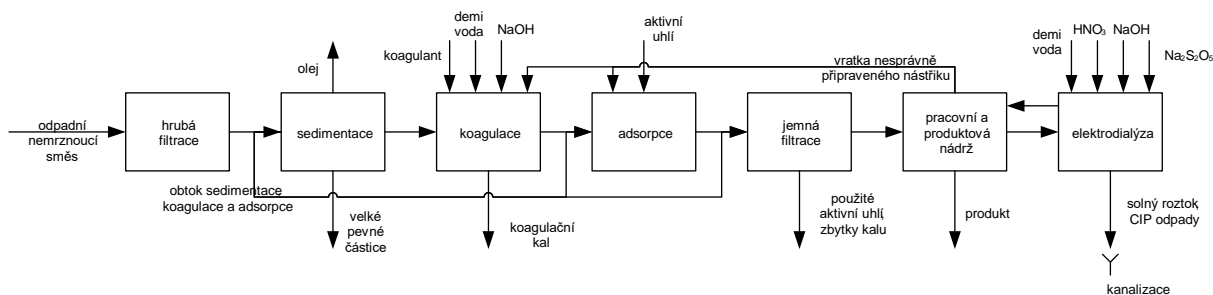 demi
voda
NaOH
koagulant
aktivní
uhlí
olej
vratka nesprávně
připraveného nástřiku
demi
voda
HNO3
NaOH
Na2S2O5
odpadní
nemrznoucí
směs
hrubá
filtrace
sedimentace
koagulace
adsorpce
jemná
filtrace
pracovní a
produktová
nádrž
elektrodialýza
obtok sedimentace,
koagulace a adsorpce
velké
pevné
částice
koagulační
kal
použité
aktivní uhlí,
zbytky kalu
produkt
solný roztok,
CIP odpady
kanalizace